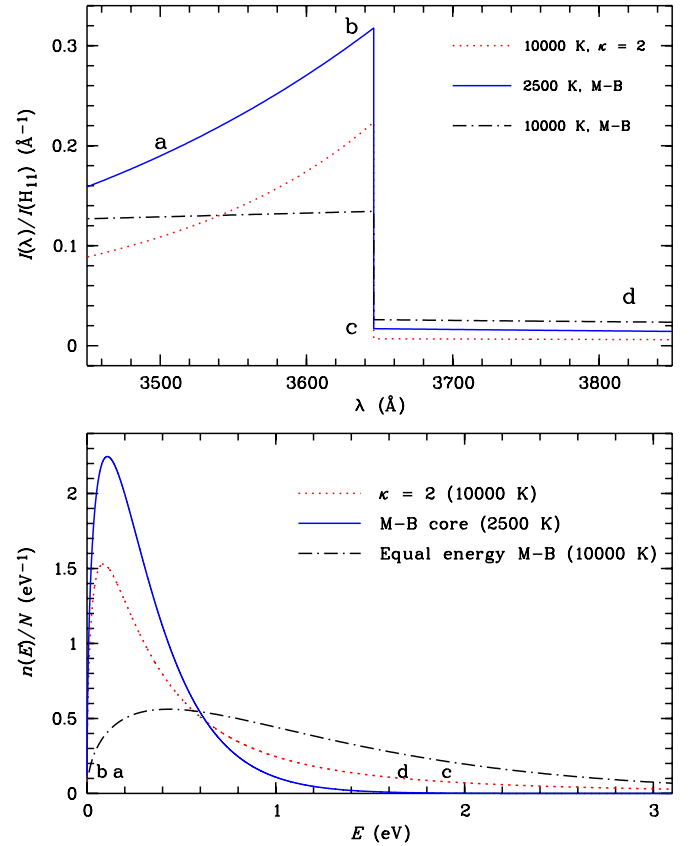 b
0.3
10000 K, κ = 2
2500 K, M-B
a
0.2
10000 K, M-B
I(λ)/I(H₁₁) (Å⁻¹)
0.1
d
c
0
3500 3600 3700 3800
λ (Å)
2
κ = 2 (10000 K)
M-B core (2500 K)
Equal energy M-B (10000 K)
1.5
n(E)/N (eV⁻¹)
1
0.5
b a d c
0
0 1 2 3
E (eV)